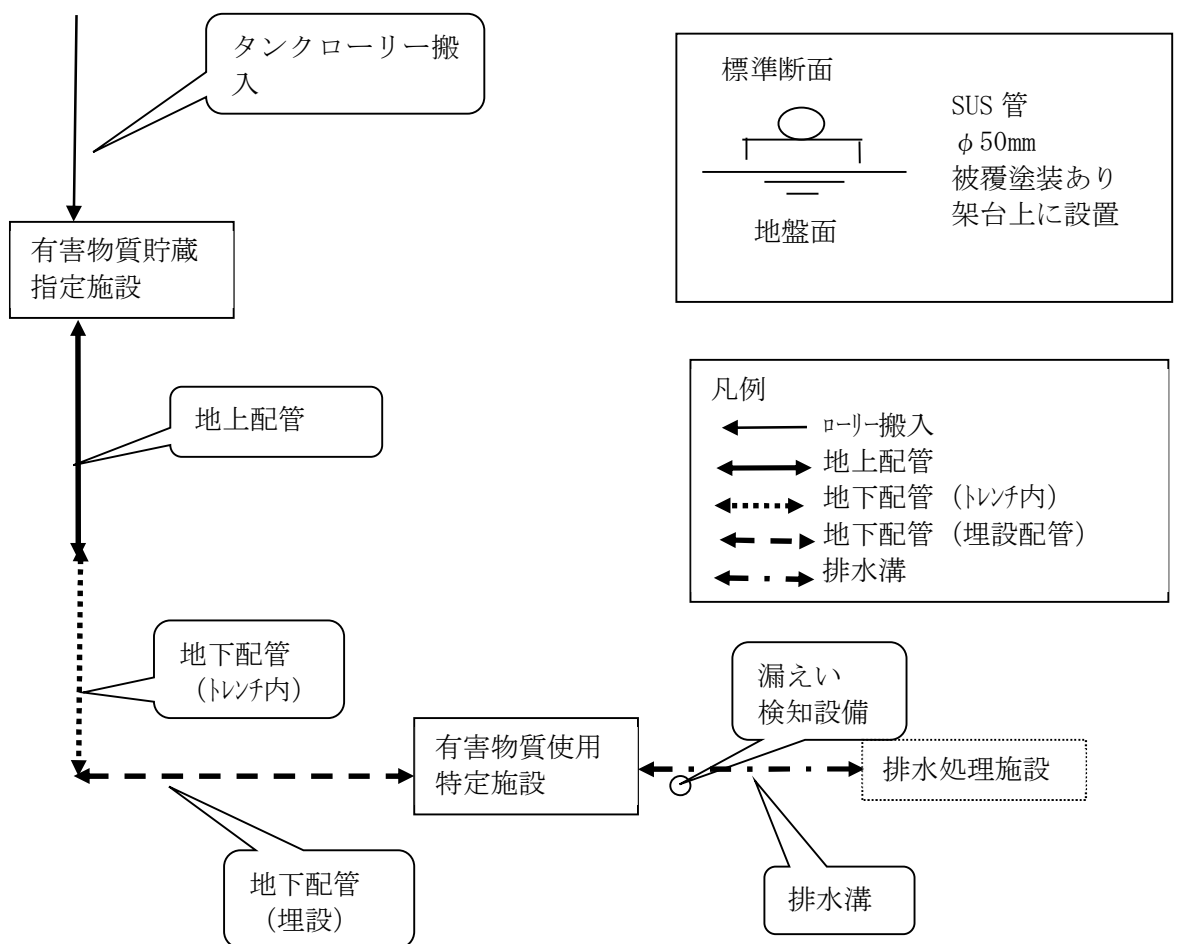 タンクローリー搬
入
標準断面
SUS 管
φ50mm
被覆塗装あり
架台上に設置
地盤面
有害物質貯蔵
指定施設
地上配管
凡例
ﾛｰﾘｰ搬入
地上配管
地下配管（ﾄﾚﾝﾁ内）
地下配管（埋設配管）
排水溝
地下配管
（ﾄﾚﾝﾁ内）
漏えい
検知設備
有害物質使用
特定施設
排水処理施設
地下配管
（埋設）
排水溝